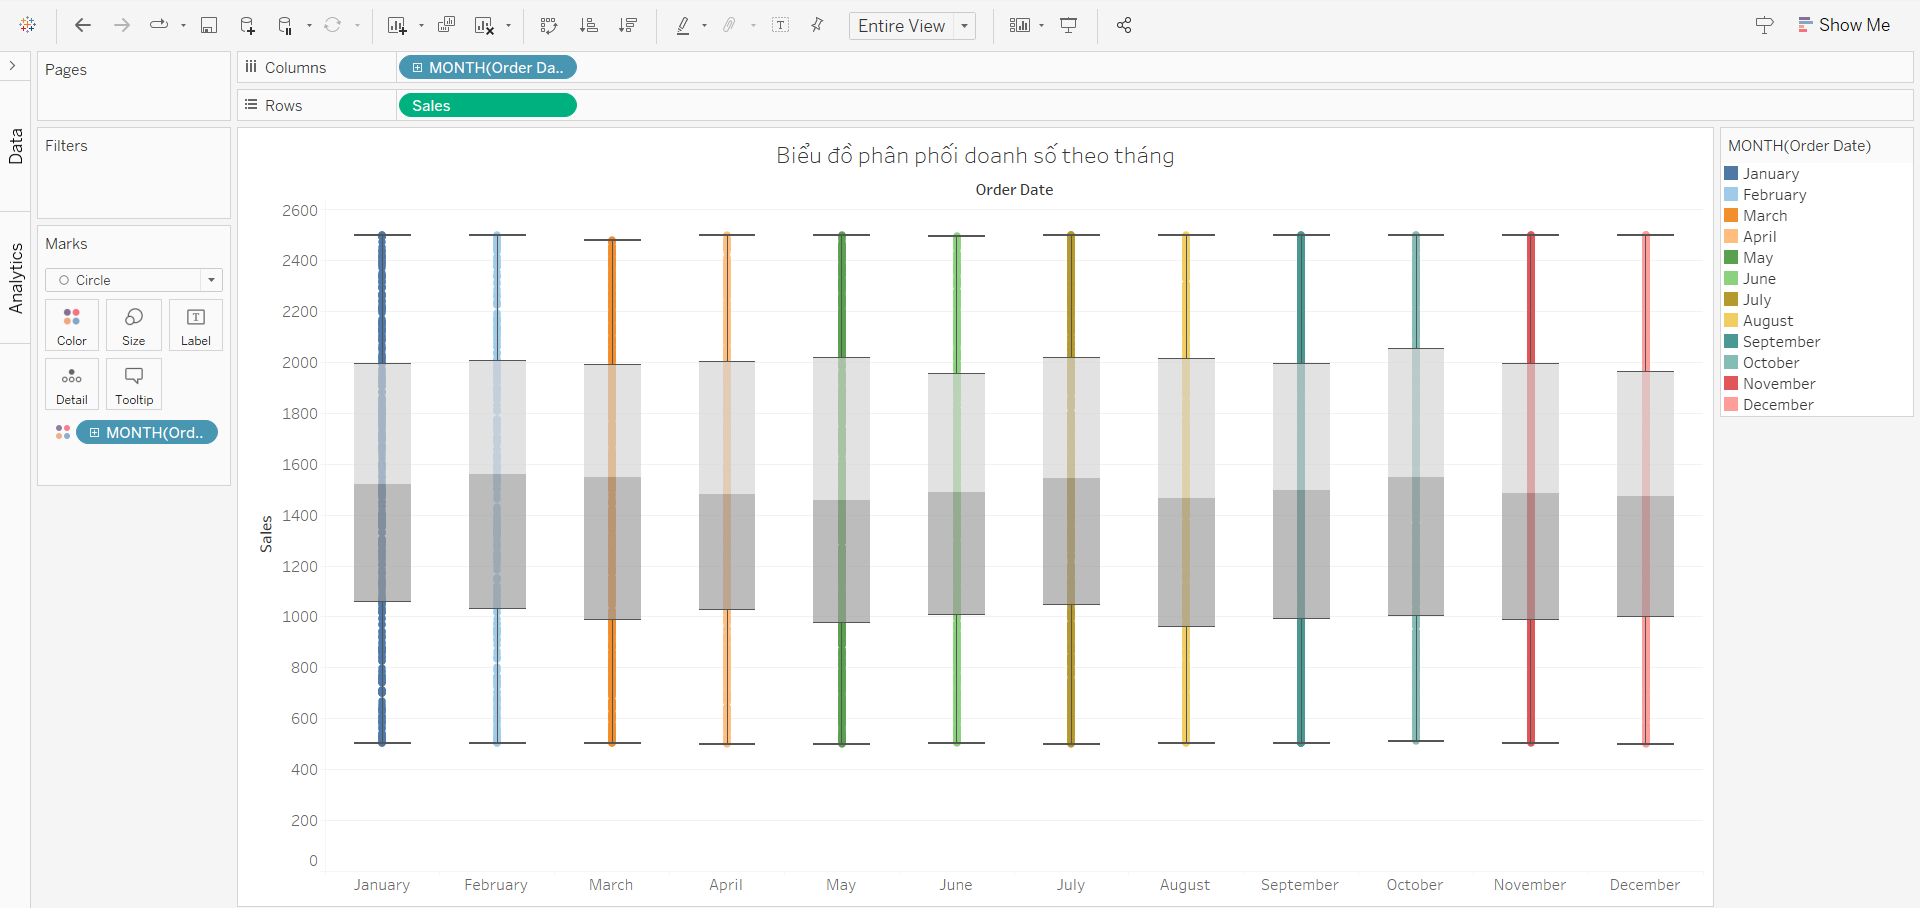 Entire View
Show Me
Pages
Columns
MONTH(Order Da..
Rows
Sales
Data
Analytics
Filters
Marks
Circle
Color
Size
Label
Detail
Tooltip
MONTH(Ord..
Biểu đồ phân phối doanh số theo tháng
Order Date
Sales
2600
2400
2200
2000
1800
1600
1400
1200
1000
800
600
400
200
0
January
February
March
April
May
June
July
August
September
October
November
December
MONTH(Order Date)
January
February
March
April
May
June
July
August
September
October
November
December